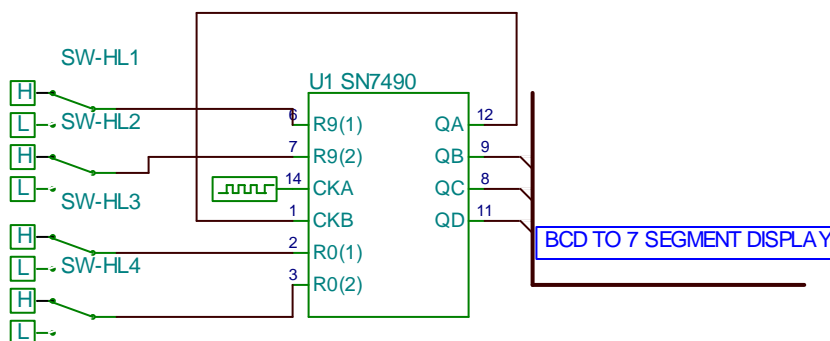 SW-HL1
U1 SN7490
H
L
SW-HL2
6
R9(1)
QA
12
H
L
SW-HL3
7
R9(2)
QB
9
14
CKA
QC
8
1
CKB
QD
11
H
L
SW-HL4
2
R0(1)
BCD TO 7 SEGMENT DISPLAY
H
L
3
R0(2)